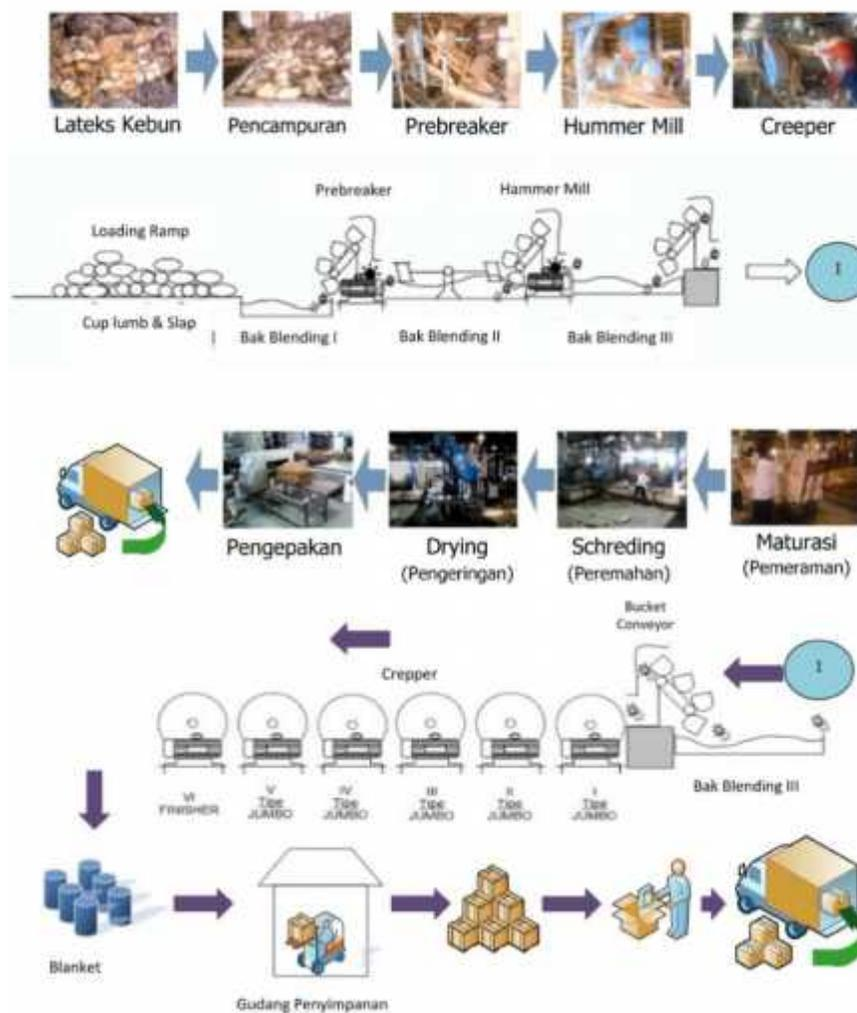 Lateks Kebun
Pencampuran
Prebreaker
Hummer Mill
Creeper
Prebreaker
Hammer Mill
Loading Ramp
I
Cup lumb & Slap
Bak Blending I
Bak Blending II
Bak Blending III
Pengepakan
Drying
(Pengeringan)
Schreding
(Peremahan)
Maturasi
(Pemeraman)
Bucket
Conveyor
Crepper
I
Bak Blending III
VI
FINISHER
V
Tipe
JUMBO
IV
Tipe
JUMBO
III
Tipe
JUMBO
II
Tipe
JUMBO
I
Tipe
JUMBO
Blanket
Gudang Penyimpanan